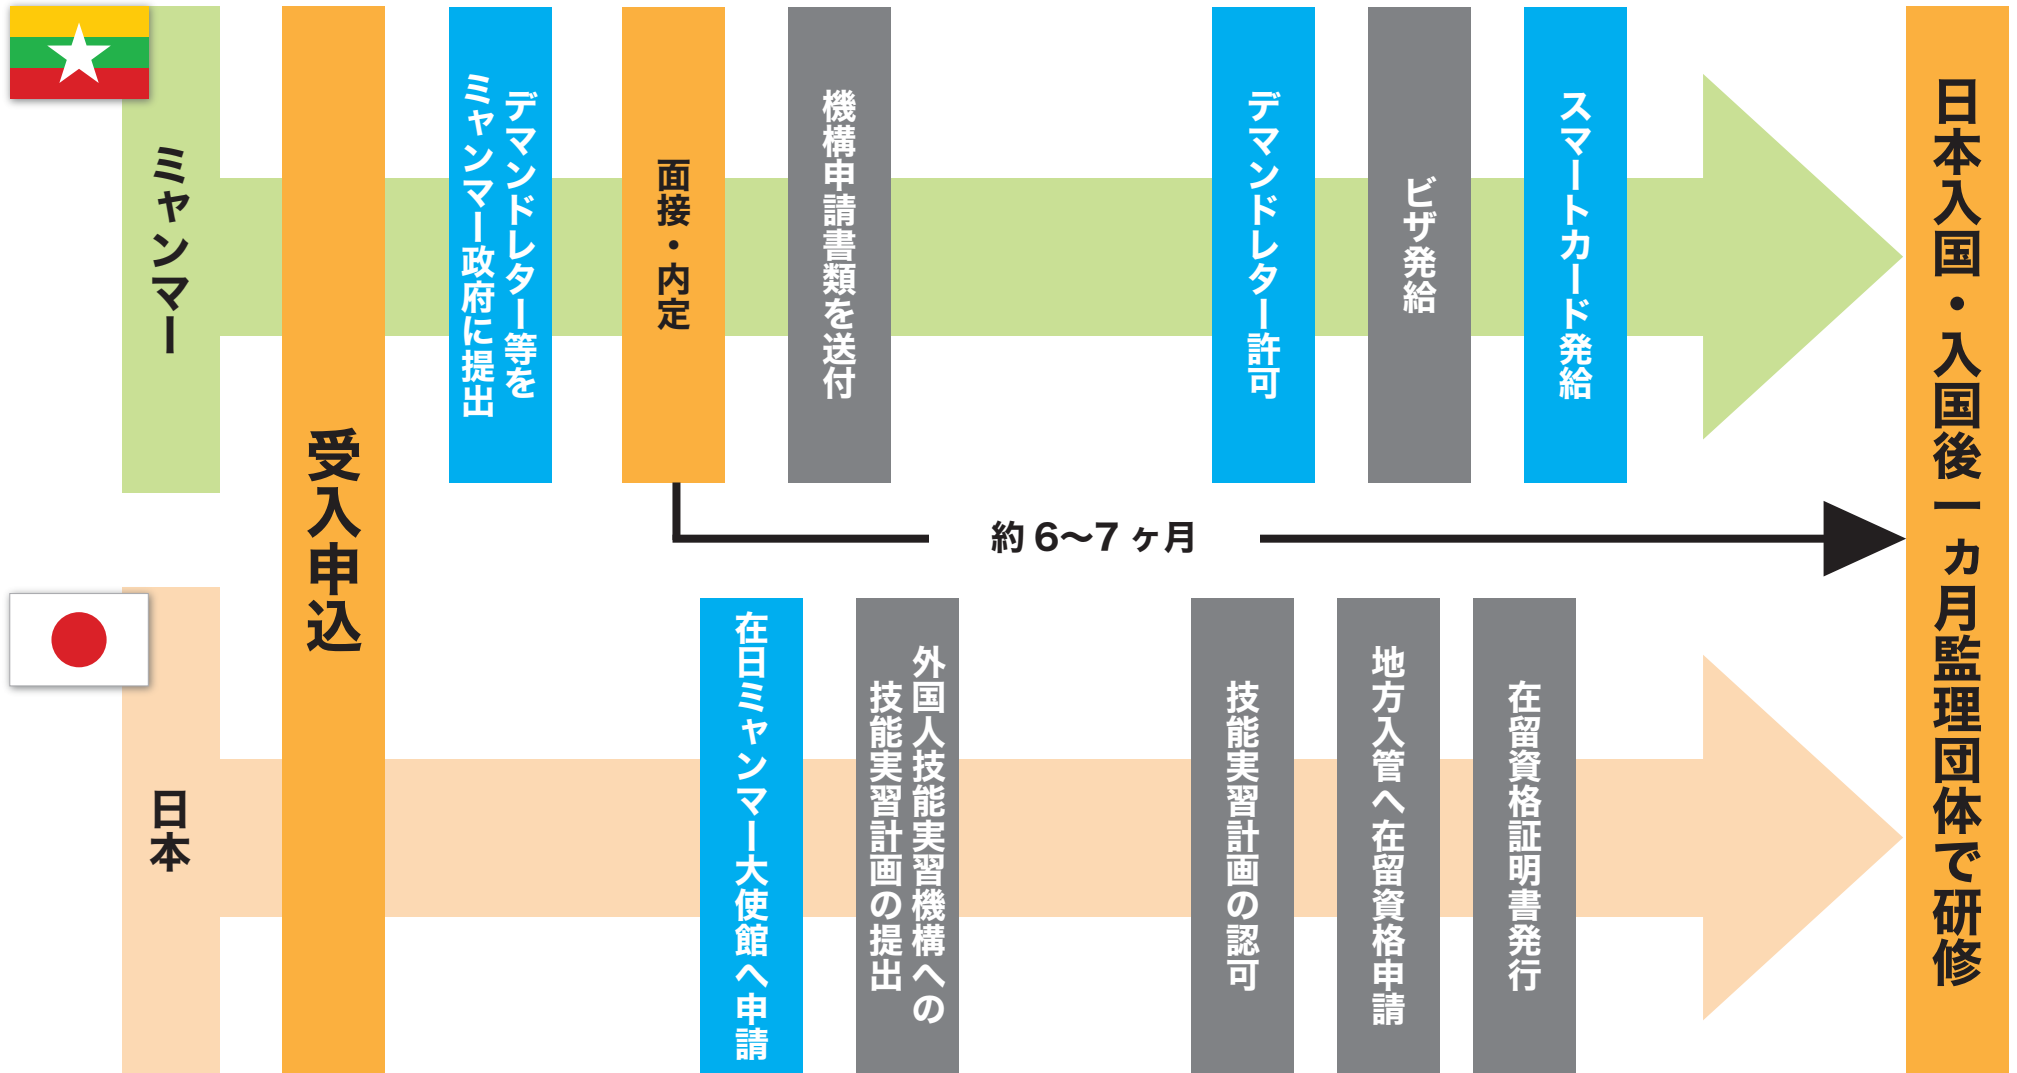 ミャンマー
受入申込
デマンドレター等を
ミャンマー政府に提出
面接・内定
機構申請書類を送付
デマンドレター許可
ビザ発給
スマートカード発給
約6〜7ヶ月
日本
在日ミャンマー大使館へ申請
外国人技能実習機構への
技能実習計画の提出
技能実習計画の認可
地方入管へ在留資格申請
在留資格証明書発行
日本入国・入国後一カ月監理団体で研修